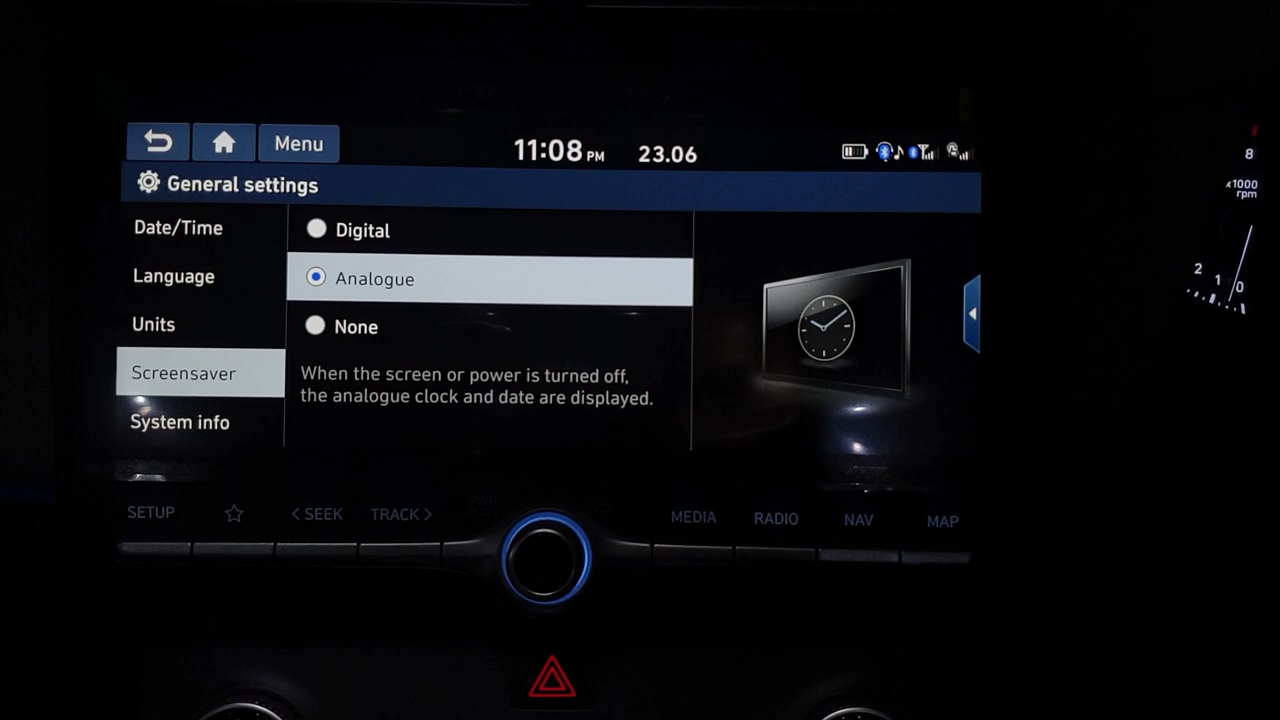 Menu
11:08 PM 23.06
General settings
Date/Time
Language
Units
Screensaver
System info
Digital
Analogue
None
When the screen or power is turned off,
the analogue clock and date are displayed.
SETUP
< SEEK
TRACK >
MEDIA
RADIO
NAV
MAP
8
x1000
rpm
2
1
0